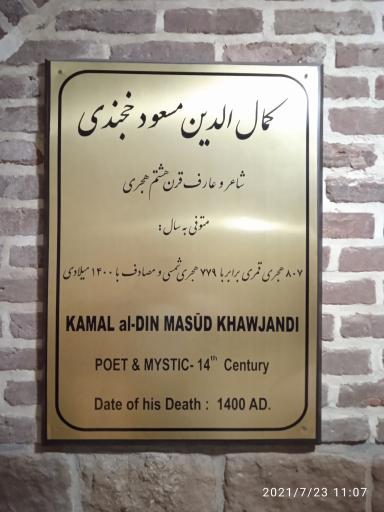 کمال الدین مسعود خجندی
شاعر و عارف قرن هشتم هجری
متوفی به سال :
۸۰۷ هجری قمری برابر با ۷۷۹ هجری شمسی و مصادف با ۱۴۰۰ میلادی
KAMAL al-DIN MASŪD KHAWJANDI
POET & MYSTIC- 14th Century
Date of his Death : 1400 AD.
2021/7/23 11:07